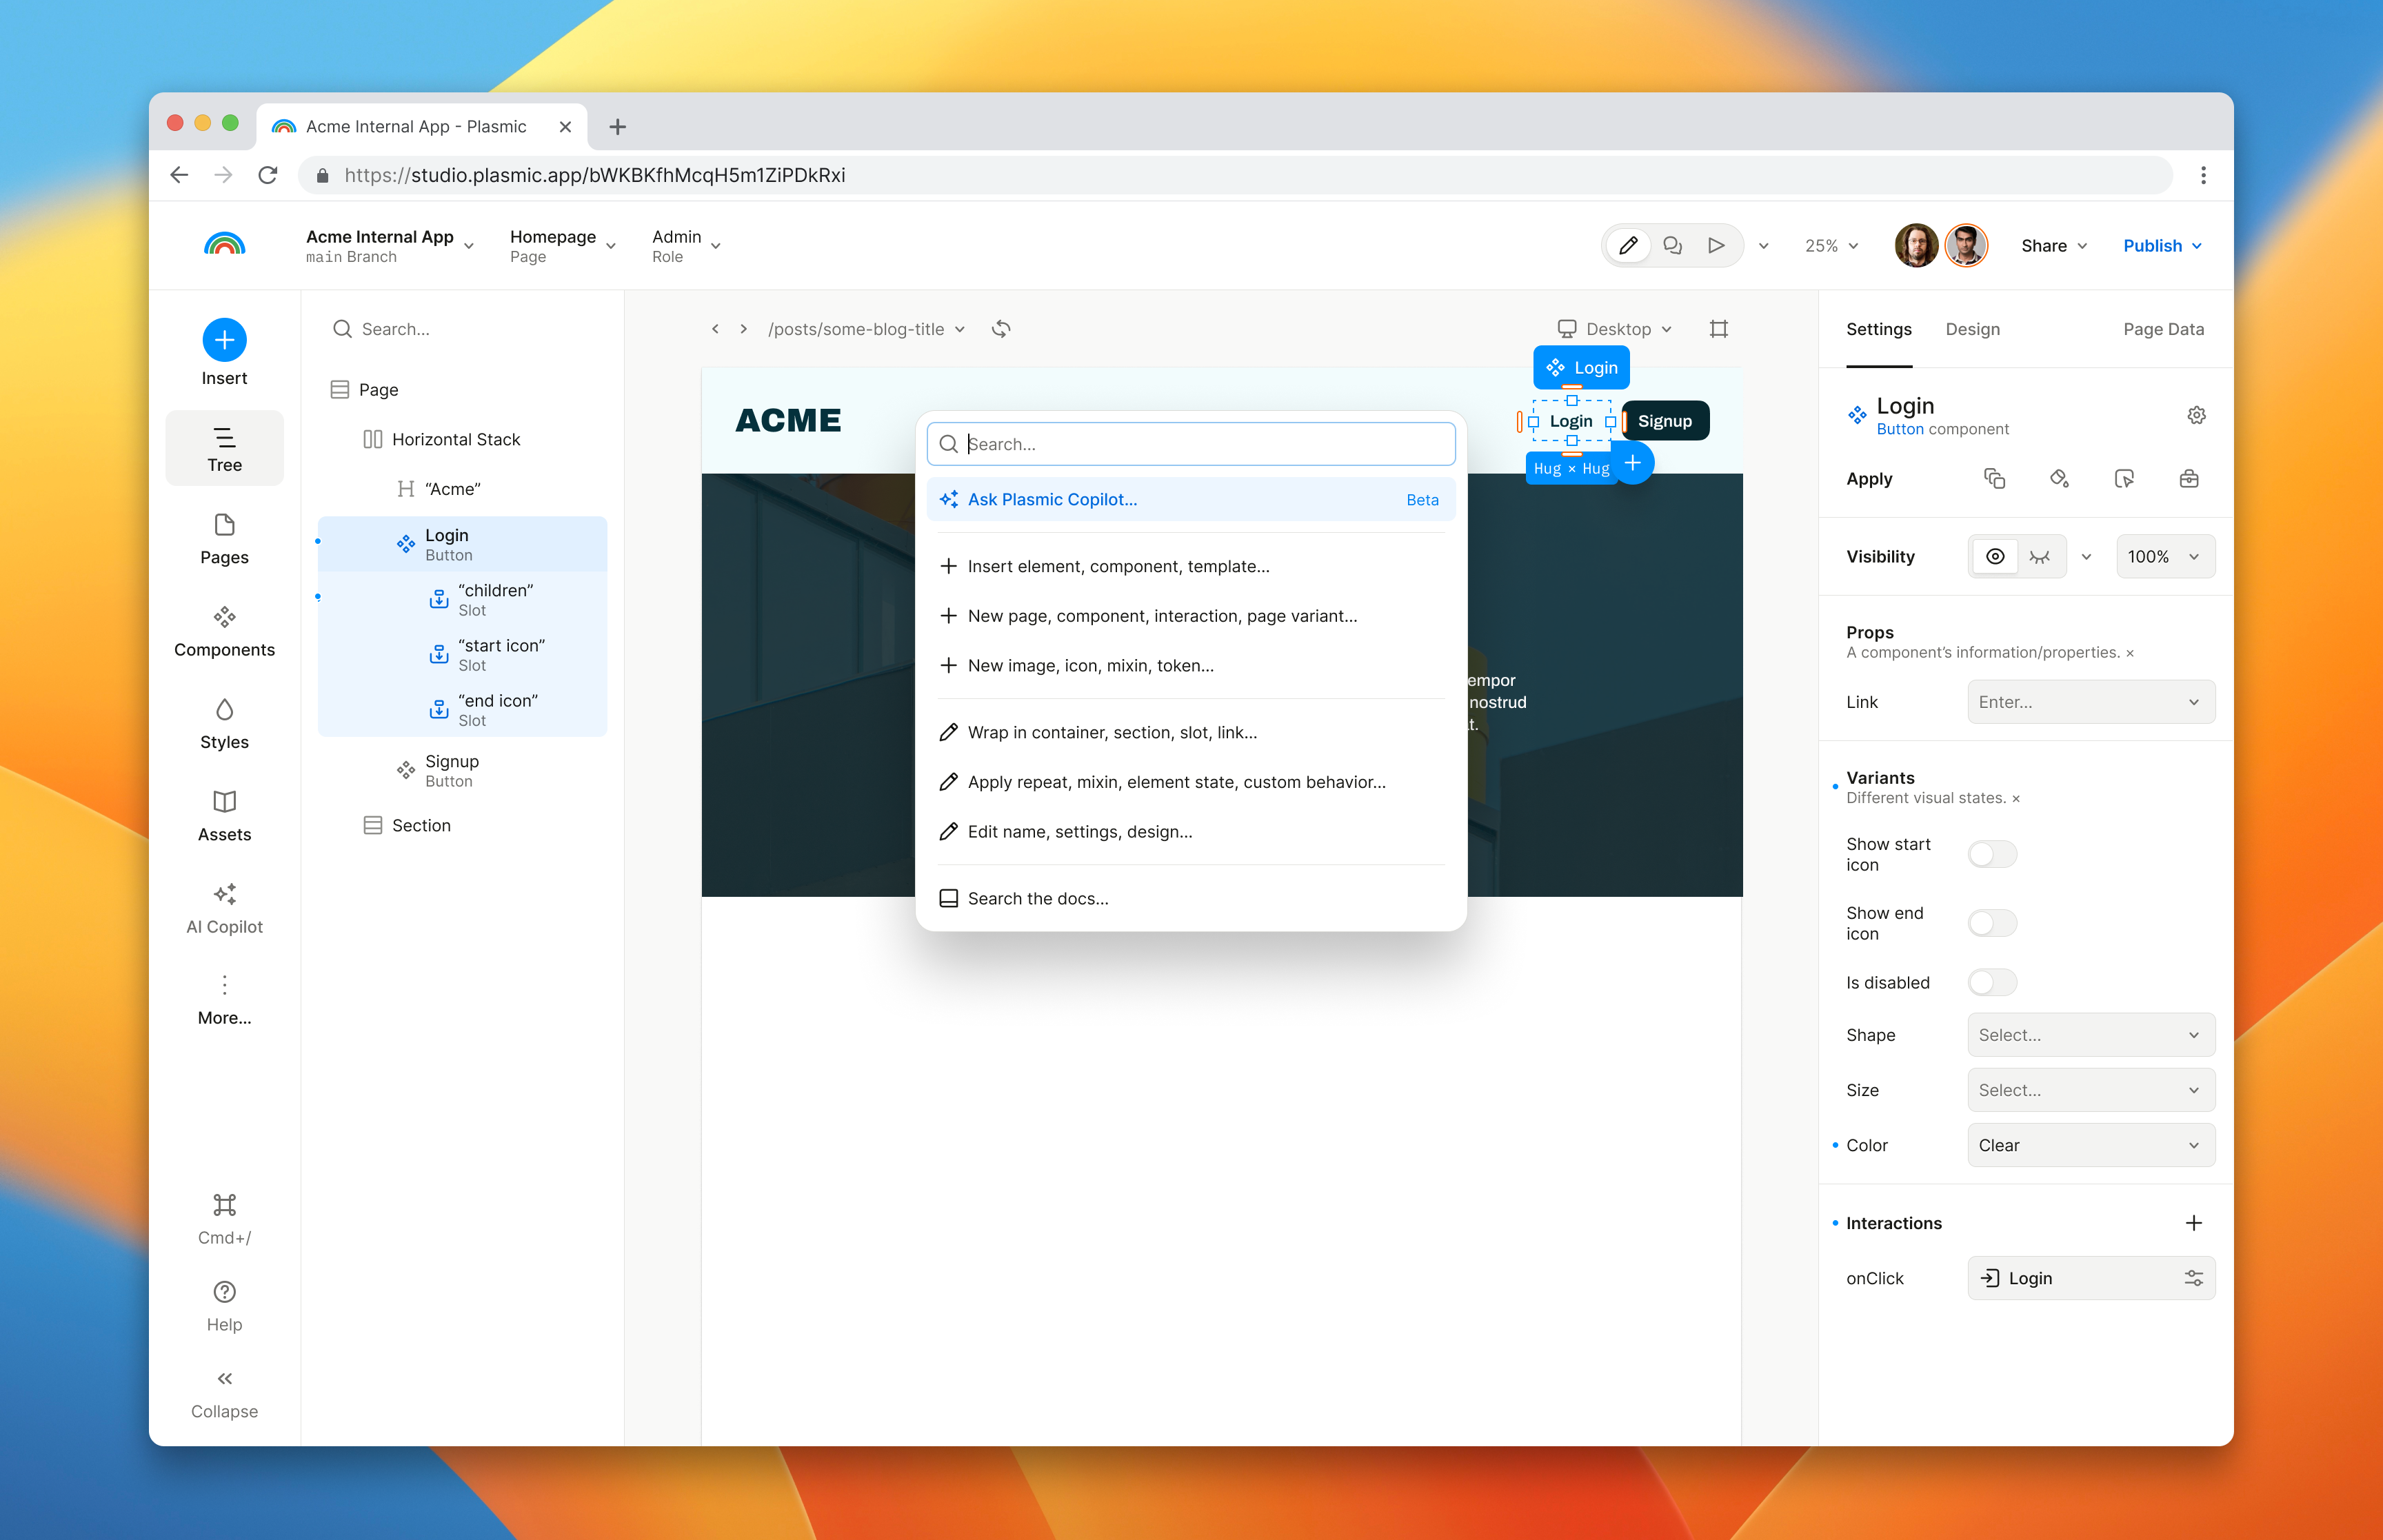 Acme Internal App - Plasmic
https://studio.plasmic.app/bWKBKfhMcqH5m1ZiPDkRxi
Acme Internal App
main Branch
Homepage
Page
Admin
Role
25%
Share
Publish
Insert
Tree
Pages
Components
Styles
Assets
AI Copilot
More...
Cmd+/
Help
Collapse
Search...
Page
Horizontal Stack
“Acme”
Login
Button
“children”
Slot
“start icon”
Slot
“end icon”
Slot
Signup
Button
Section
/posts/some-blog-title
Desktop
Login
ACME
Login
Signup
Hug × Hug
empor
nostrud
t.
Search...
Ask Plasmic Copilot...
Beta
Insert element, component, template...
New page, component, interaction, page variant...
New image, icon, mixin, token...
Wrap in container, section, slot, link...
Apply repeat, mixin, element state, custom behavior...
Edit name, settings, design...
Search the docs...
Settings
Design
Page Data
Login
Button component
Apply
Visibility
100%
Props
A component’s information/properties. ×
Link
Enter...
Variants
Different visual states. ×
Show start
icon
Show end
icon
Is disabled
Shape
Select...
Size
Select...
Color
Clear
Interactions
onClick
Login